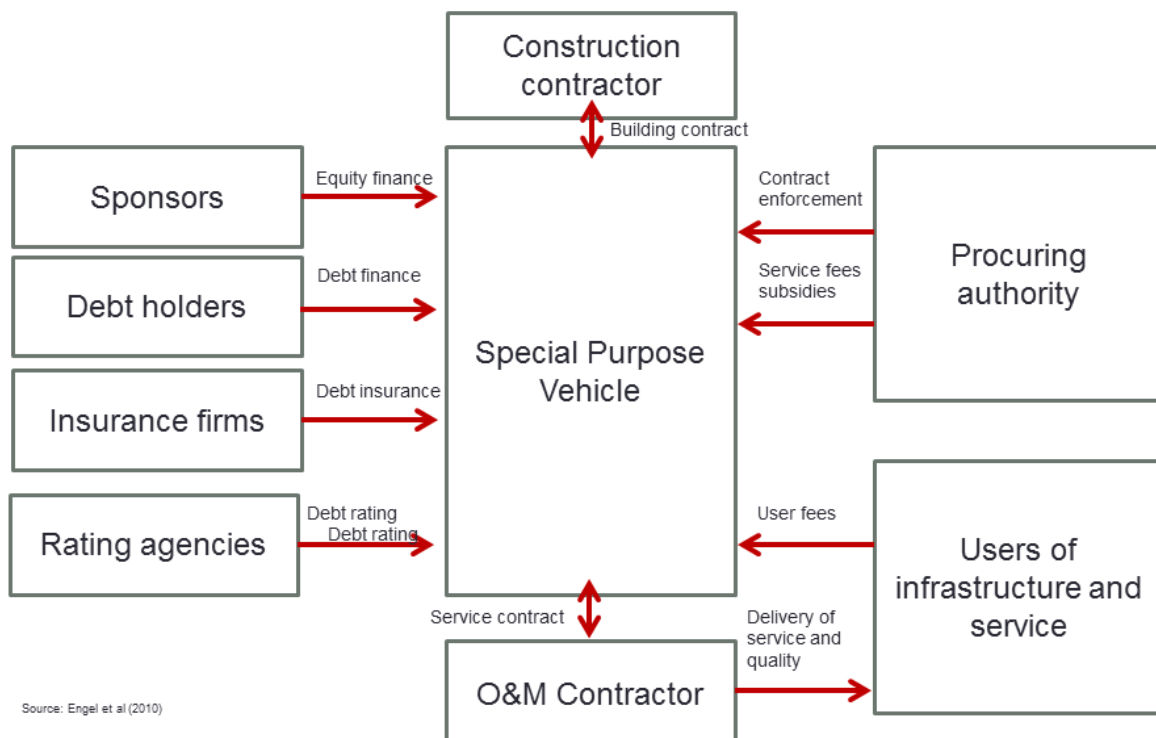 Construction
contractor
Building contract
Sponsors
Equity finance
Contract
enforcement
Debt holders
Debt finance
Service fees
subsidies
Procuring
authority
Special Purpose
Vehicle
Insurance firms
Debt insurance
Rating agencies
Debt rating
Debt rating
User fees
Users of
infrastructure and
service
Service contract
Delivery of
service and
quality
O&M Contractor
Source: Engel et al (2010)